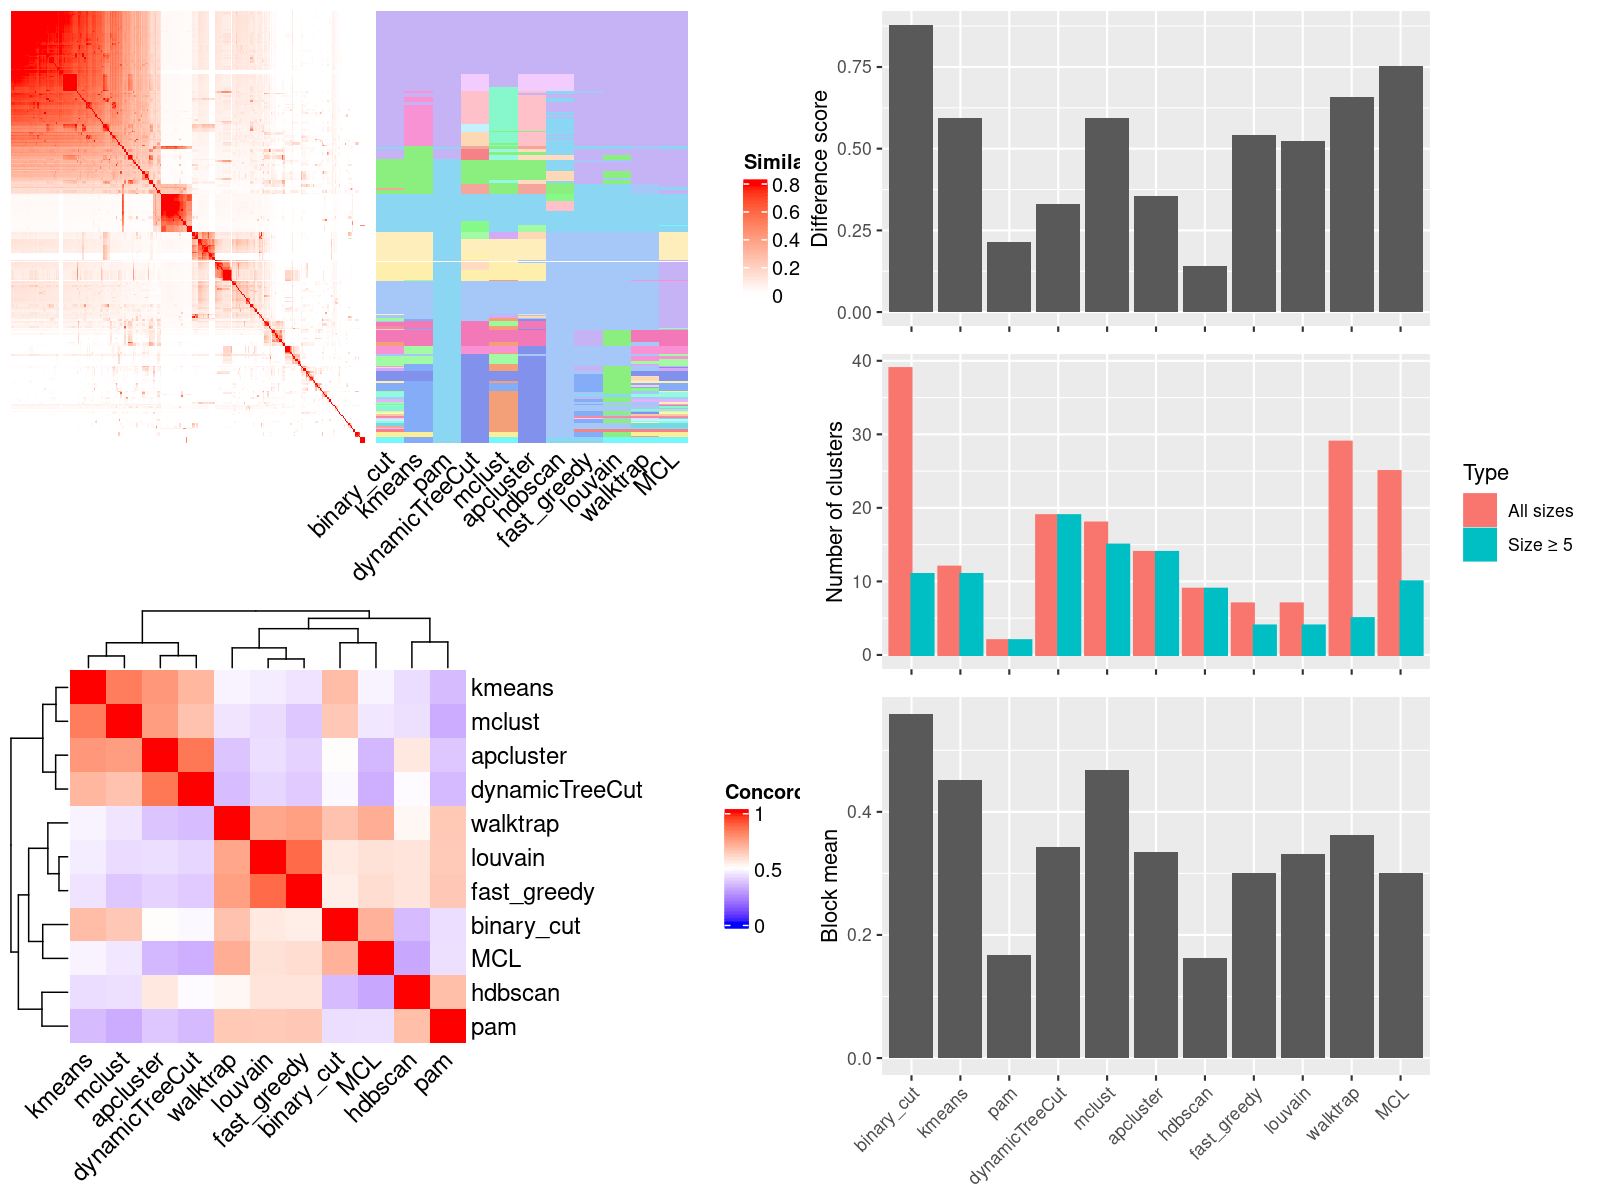 Simila
0.8
0.6
0.4
0.2
0
binary_cut
kmeans
pam
dynamicTreeCut
mclust
apcluster
hdbscan
fast_greedy
louvain
walktrap
MCL
kmeans
mclust
apcluster
dynamicTreeCut
walktrap
louvain
fast_greedy
binary_cut
MCL
hdbscan
pam
kmeans
mclust
apcluster
dynamicTreeCut
walktrap
louvain
fast_greedy
binary_cut
MCL
hdbscan
pam
Concord
1
0.5
0
Difference score
0.75
0.50
0.25
0.00
Number of clusters
40
30
20
10
0
Type
All sizes
Size ≥ 5
Block mean
0.4
0.2
0.0
binary_cut
kmeans
pam
dynamicTreeCut
mclust
apcluster
hdbscan
fast_greedy
louvain
walktrap
MCL